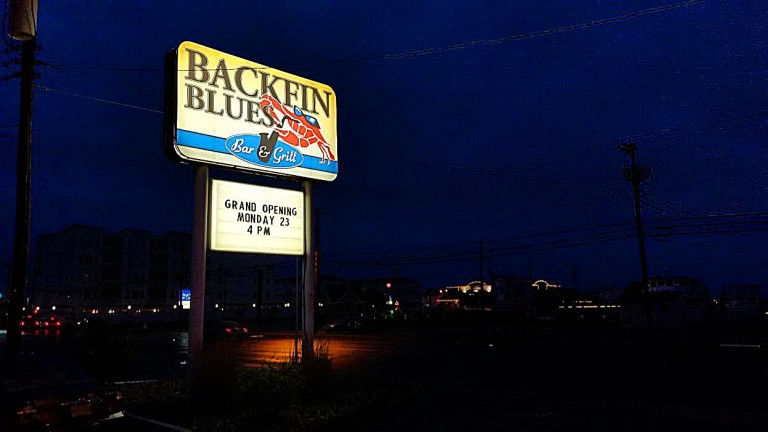 BACKFIN
BLUES
Bar & Grill
GRAND OPENING
MONDAY 23
4 PM